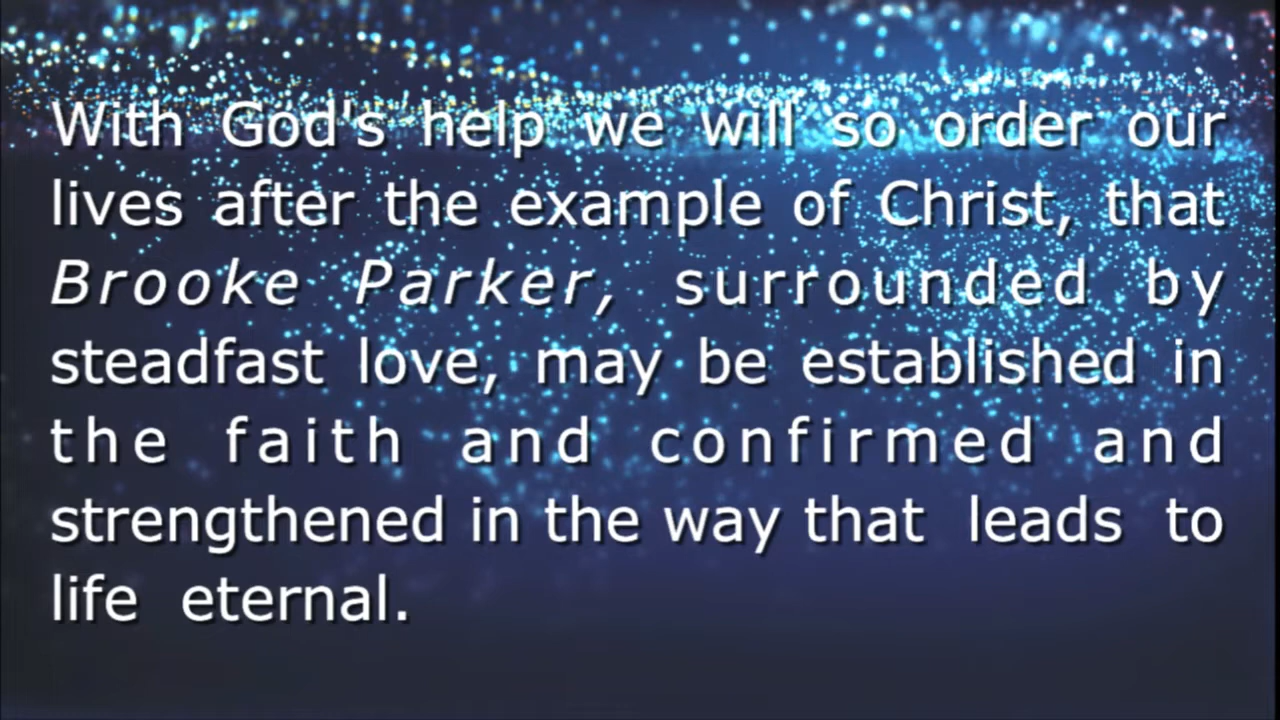 With God's help we will so order our
lives after the example of Christ, that
Brooke Parker, surrounded by
steadfast love, may be established in
the faith and confirmed and
strengthened in the way that leads to
life eternal.